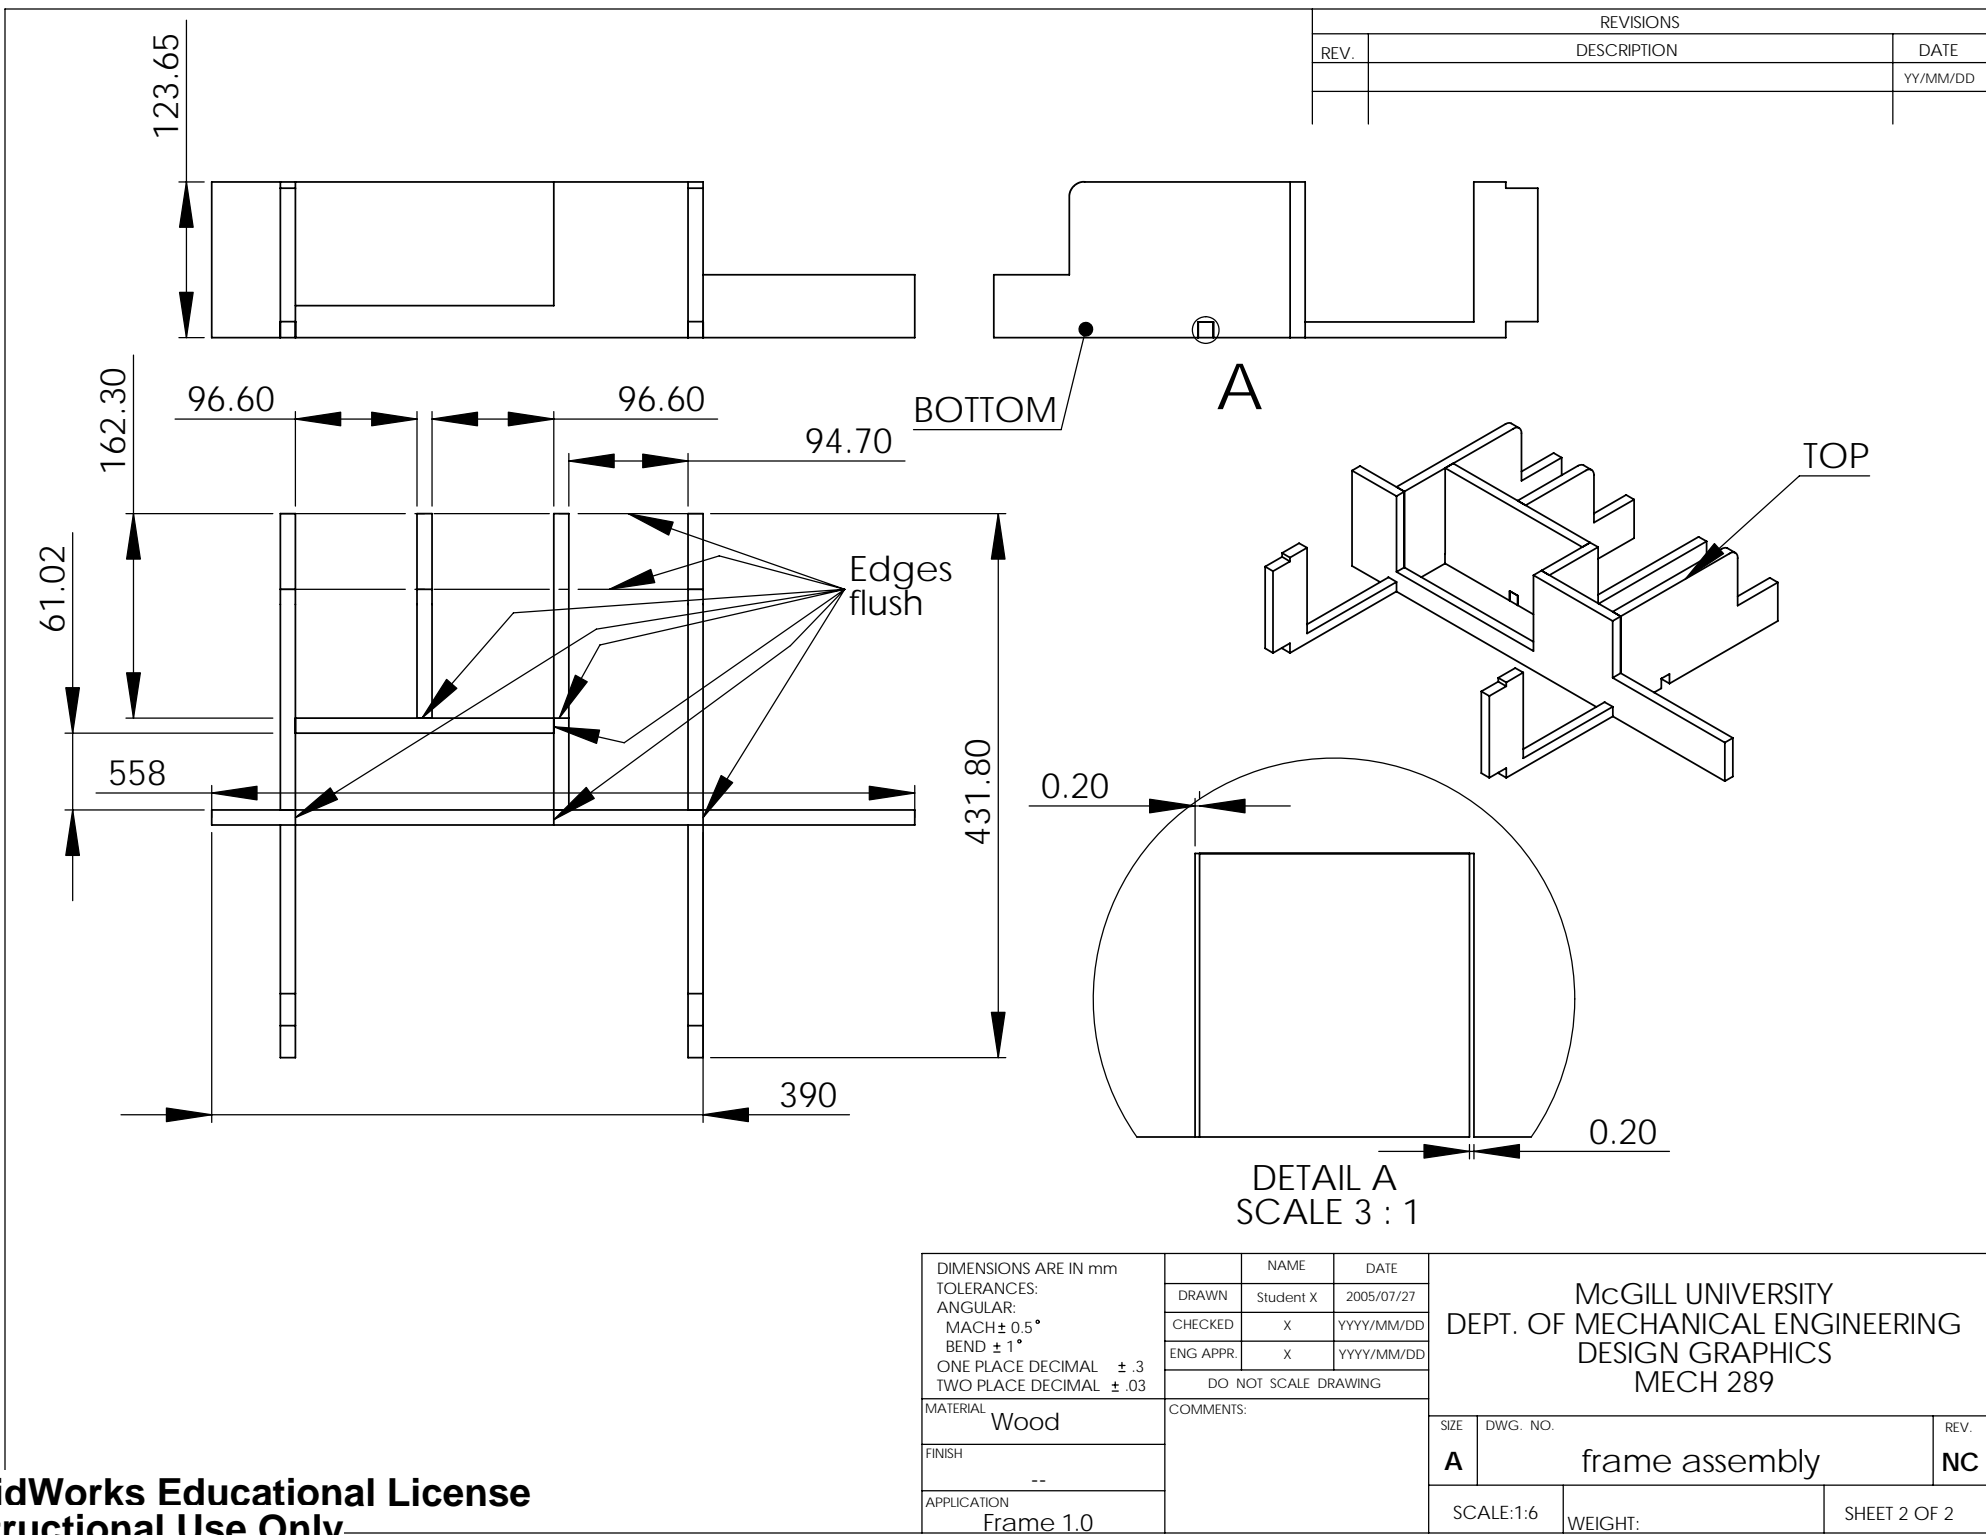 REVISIONS
REV.
DESCRIPTION
DATE
YY/MM/DD
123.65
162.30
96.60
96.60
94.70
BOTTOM
A
TOP
61.02
Edges
flush
558
431.80
0.20
390
0.20
DETAIL A
SCALE 3 : 1
DIMENSIONS ARE IN mm
TOLERANCES:
ANGULAR:
MACH± 0.5°
BEND ± 1°
ONE PLACE DECIMAL ± .3
TWO PLACE DECIMAL ± .03
NAME
DATE
DRAWN
Student X
2005/07/27
CHECKED
X
YYYY/MM/DD
ENG APPR.
X
YYYY/MM/DD
DO NOT SCALE DRAWING
MATERIAL
Wood
FINISH
--
APPLICATION
Frame 1.0
COMMENTS:
McGILL UNIVERSITY
DEPT. OF MECHANICAL ENGINEERING
DESIGN GRAPHICS
MECH 289
SIZE
A
DWG. NO.
frame assembly
REV.
NC
SCALE:1:6
WEIGHT:
SHEET 2 OF 2
idWorks Educational License
tructional Use Only